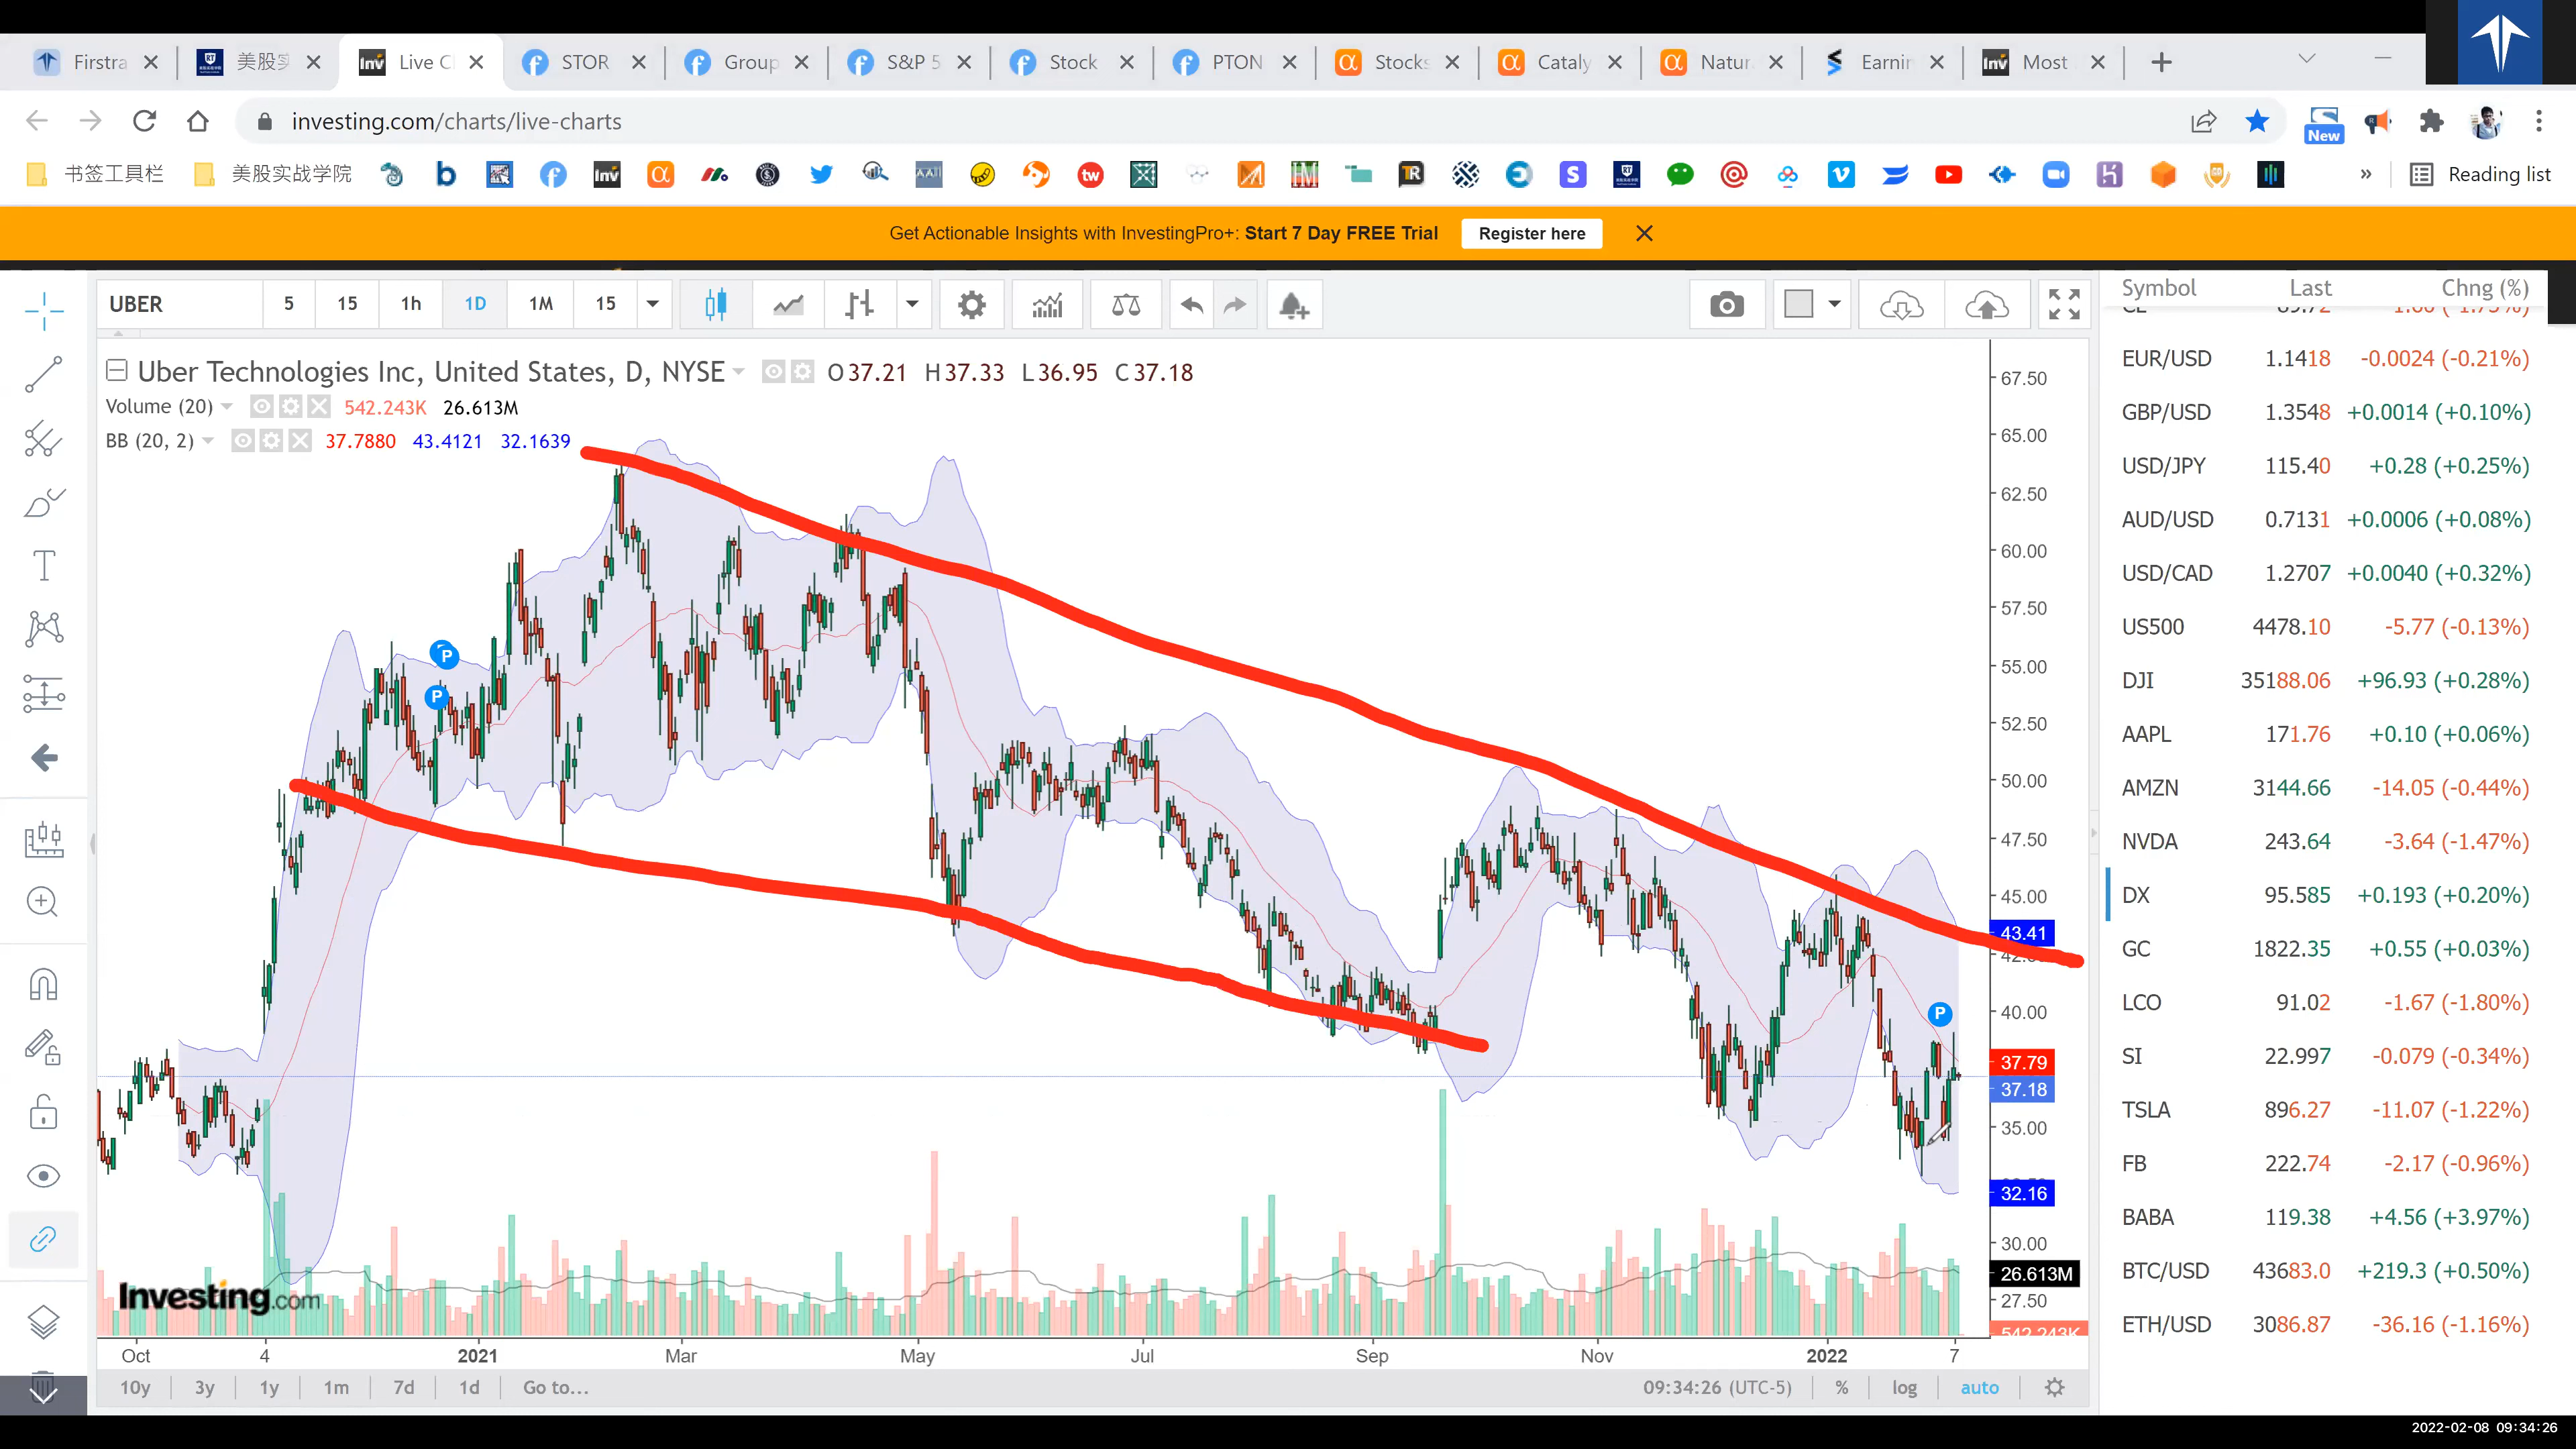 Firstra
美股实
Live C
STOR
Group
S&P 5
Stock
PTON
Stocks
Cataly
Natur
Earnin
Most
investing.com/charts/live-charts
New
书签工具栏
美股实战学院
Reading list
Get Actionable Insights with InvestingPro+: Start 7 Day FREE Trial
Register here
UBER 5 15 1h 1D 1M 15
Symbol Last Chng (%)
Uber Technologies Inc, United States, D, NYSE O37.21 H37.33 L36.95 C37.18
Volume (20) 542.243K 26.613M
BB (20, 2) 37.7880 43.4121 32.1639
67.50
65.00
62.50
60.00
57.50
55.00
52.50
50.00
47.50
45.00
43.41
40.00
37.79
37.18
35.00
32.16
30.00
26.613M
27.50
542.243K
P
P
P
EUR/USD 1.1418 -0.0024 (-0.21%)
GBP/USD 1.3548 +0.0014 (+0.10%)
USD/JPY 115.40 +0.28 (+0.25%)
AUD/USD 0.7131 +0.0006 (+0.08%)
USD/CAD 1.2707 +0.0040 (+0.32%)
US500 4478.10 -5.77 (-0.13%)
DJI 35188.06 +96.93 (+0.28%)
AAPL 171.76 +0.10 (+0.06%)
AMZN 3144.66 -14.05 (-0.44%)
NVDA 243.64 -3.64 (-1.47%)
DX 95.585 +0.193 (+0.20%)
GC 1822.35 +0.55 (+0.03%)
LCO 91.02 -1.67 (-1.80%)
SI 22.997 -0.079 (-0.34%)
TSLA 896.27 -11.07 (-1.22%)
FB 222.74 -2.17 (-0.96%)
BABA 119.38 +4.56 (+3.97%)
BTC/USD 43683.0 +219.3 (+0.50%)
ETH/USD 3086.87 -36.16 (-1.16%)
Investing.com
Oct 4 2021 Mar May Jul Sep Nov 2022 7
10y 3y 1y 1m 7d 1d Go to... 09:34:26 (UTC-5) % log auto
2022-02-08 09:34:26